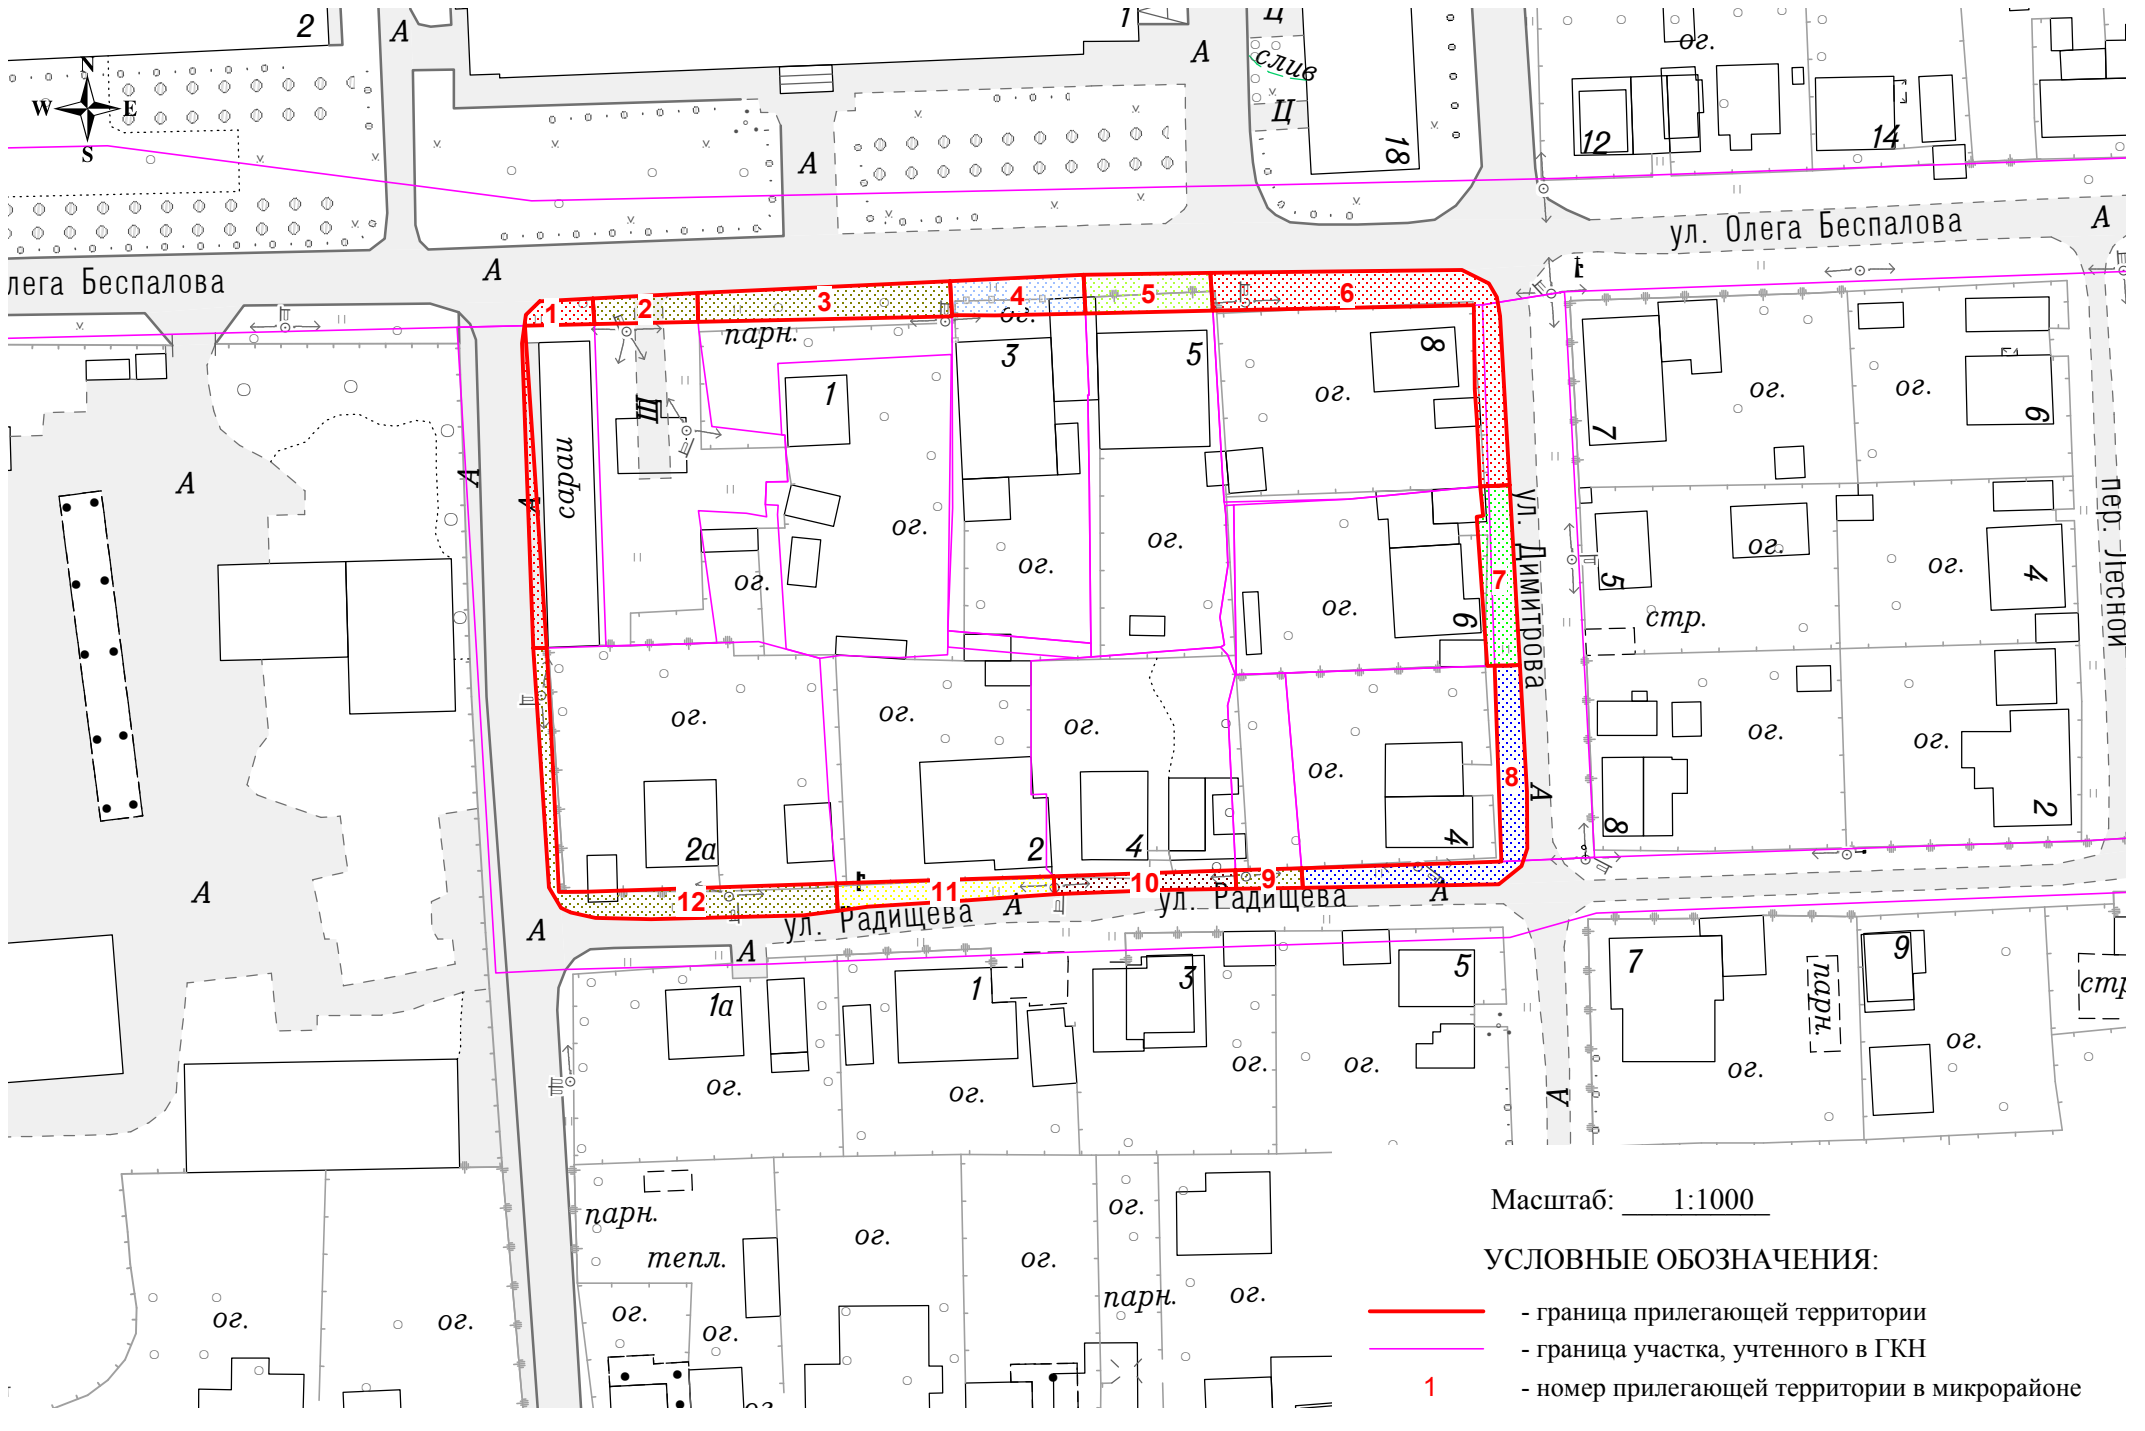 2
А
1
А
Ц
слив
Ц
18
ог.
12
14
N
W
E
S
А
А
ул. Олега Беспалова
лега Беспалова
А
1
2
3
4
5
6
парн.
ог.
3
5
8
ог.
1
Ш
сарай
А
А
А
ог.
ог.
ог.
ог.
ог.
6
7
ул. Димитрова
7
ог.
ог.
6
5
ог.
ог.
4
стр.
пер. Лесной
ог.
ог.
ог.
ог.
8
4
А
ог.
ог.
8
2
2а
2
4
12
11
10
9
А
А
ул. Радищева
А
ул. Радищева
А
А
1а
1
3
5
7
9
парн.
стр
ог.
ог.
ог.
ог.
ог.
ог.
А
парн.
тепл.
ог.
ог.
ог.
парн.
ог.
ог.
ог.
ог.
ог.
ог
Масштаб: 1:1000
УСЛОВНЫЕ ОБОЗНАЧЕНИЯ:
- граница прилегающей территории
- граница участка, учтенного в ГКН
1 - номер прилегающей территории в микрорайоне